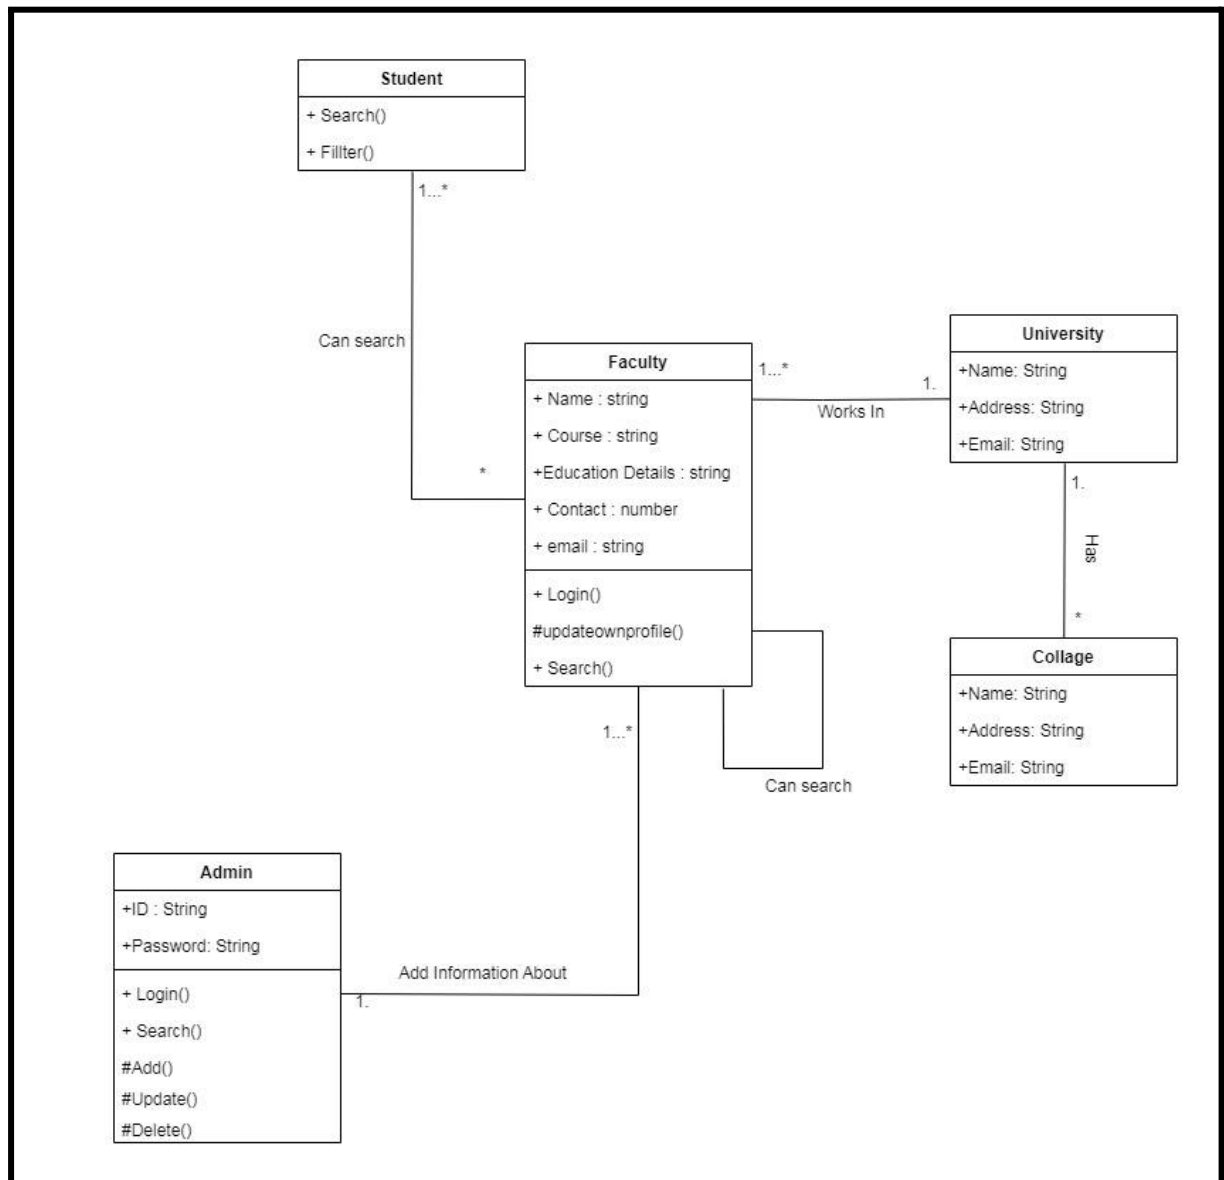 Student
+ Search()
+ Fillter()
1...*
Can search
*
Faculty
+ Name : string
+ Course : string
+Education Details : string
+ Contact : number
+ email : string
+ Login()
#updateownprofile()
+ Search()
1...*
Works In
1.
University
+Name: String
+Address: String
+Email: String
1.
Has
*
Collage
+Name: String
+Address: String
+Email: String
Can search
1...*
Add Information About
1.
Admin
+ID : String
+Password: String
+ Login()
+ Search()
#Add()
#Update()
#Delete()